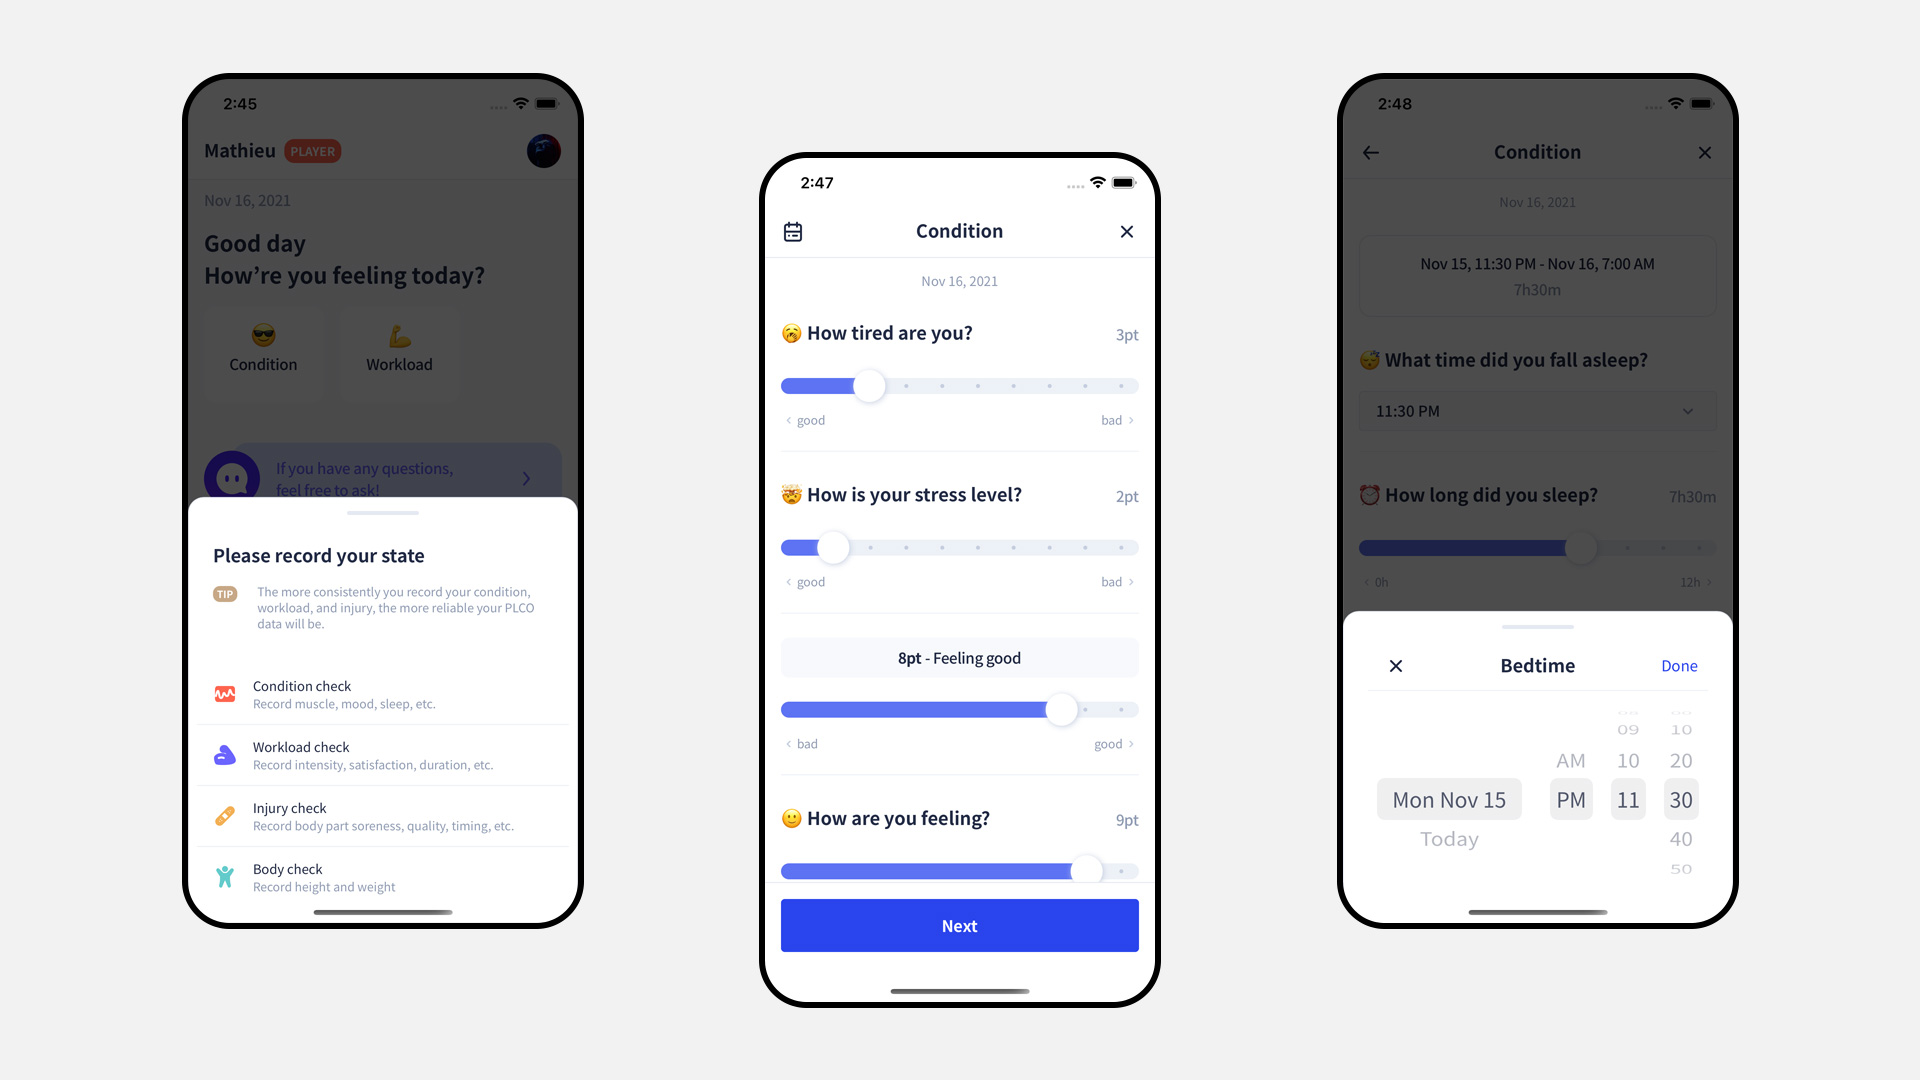 2:45
Mathieu PLAYER
Nov 16, 2021
Good day
How’re you feeling today?
Condition
Workload
If you have any questions,
feel free to ask!
Please record your state
TIP
The more consistently you record your condition,
workload, and injury, the more reliable your PLCO
data will be.
Condition check
Record muscle, mood, sleep, etc.
Workload check
Record intensity, satisfaction, duration, etc.
Injury check
Record body part soreness, quality, timing, etc.
Body check
Record height and weight
2:47
Condition
Nov 16, 2021
How tired are you? 3pt
good bad
How is your stress level? 2pt
good bad
8pt - Feeling good
bad good
How are you feeling? 9pt
Next
2:48
Condition
Nov 16, 2021
Nov 15, 11:30 PM - Nov 16, 7:00 AM
7h30m
What time did you fall asleep?
11:30 PM
How long did you sleep? 7h30m
0h 12h
Bedtime Done
09 10
AM 10 20
Mon Nov 15 PM 11 30
Today 40
50